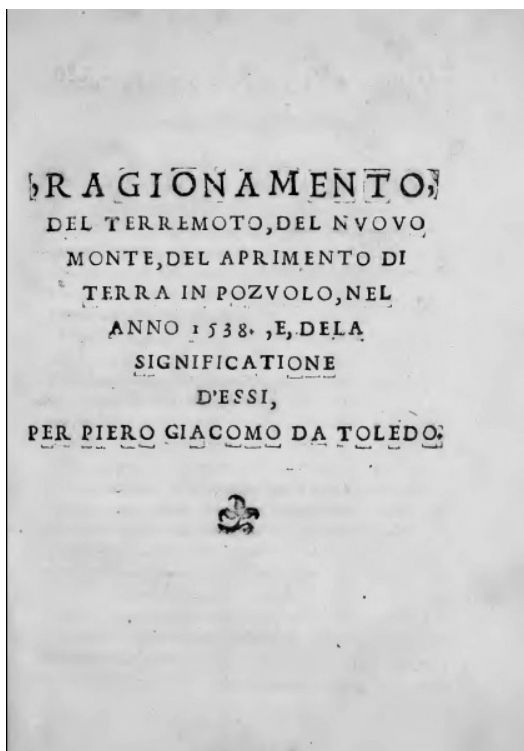 RAGIONAMENTO,
DEL TERREMOTO, DEL NVOVO
MONTE, DEL APRIMENTO DI
TERRA IN POZVOLO, NEL
ANNO 1538. , E, DELA
SIGNIFICATIONE
D'ESSI,
PER PIERO GIACOMO DA TOLEDO.